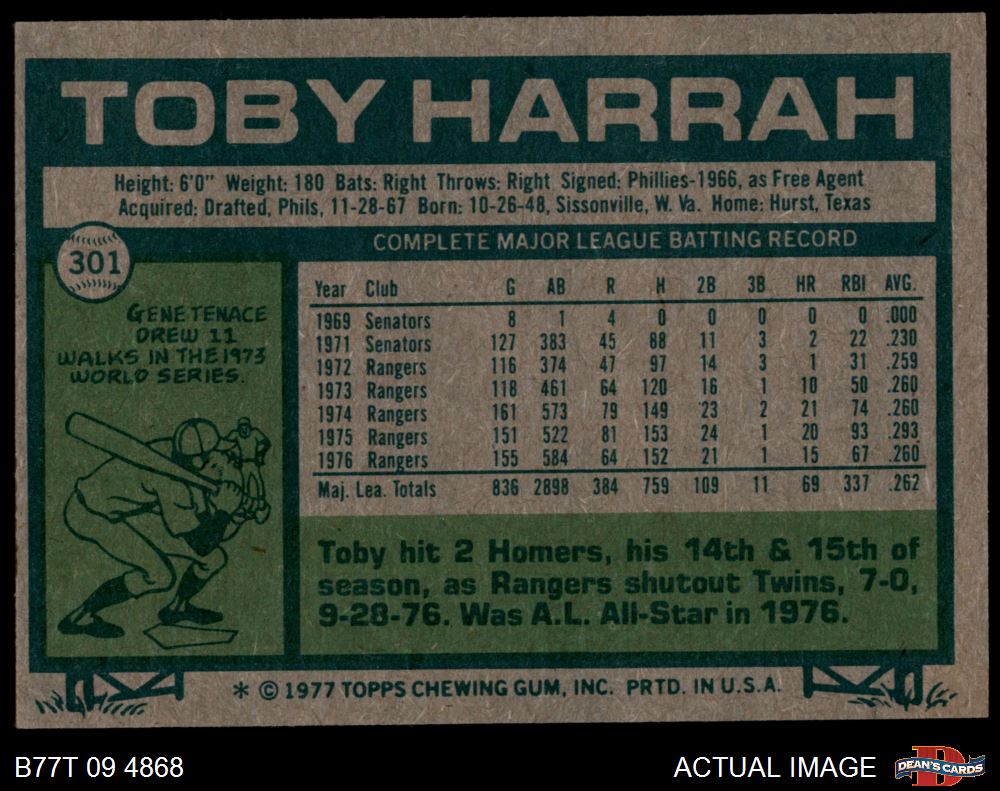 TOBY HARRAH
Height: 6'0" Weight: 180 Bats: Right Throws: Right Signed: Phillies-1966, as Free Agent
Acquired: Drafted, Phils, 11-28-67 Born: 10-26-48, Sissonville, W. Va. Home: Hurst, Texas
301
COMPLETE MAJOR LEAGUE BATTING RECORD
GENE TENACE
DREW 11
WALKS IN THE 1973
WORLD SERIES.
Year Club G AB R H 2B 3B HR RBI AVG.
1969 Senators 8 1 4 0 0 0 0 0 .000
1971 Senators 127 383 45 88 11 3 2 22 .230
1972 Rangers 116 374 47 97 14 3 1 31 .259
1973 Rangers 118 461 64 120 16 1 10 50 .260
1974 Rangers 161 573 79 149 23 2 21 74 .260
1975 Rangers 151 522 81 153 24 1 20 93 .293
1976 Rangers 155 584 64 152 21 1 15 67 .260
Maj. Lea. Totals 836 2898 384 759 109 11 69 337 .262
Toby hit 2 Homers, his 14th & 15th of
season, as Rangers shutout Twins, 7-0,
9-28-76. Was A.L. All-Star in 1976.
* © 1977 TOPPS CHEWING GUM, INC. PRTD. IN U.S.A.
B77T 09 4868
ACTUAL IMAGE
DEAN'S CARDS